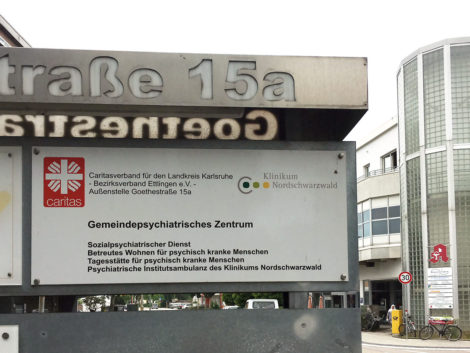 traße 15a
Goethestra
Caritasverband für den Landkreis Karlsruhe
- Bezirksverband Ettlingen e.V. -
Außenstelle Goethestraße 15a
caritas
Klinikum
Nordschwarzwald
Gemeindepsychiatrisches Zentrum
Sozialpsychiatrischer Dienst
Betreutes Wohnen für psychisch kranke Menschen
Tagesstätte für psychisch kranke Menschen
Psychiatrische Institutsambulanz des Klinikums Nordschwarzwald
30